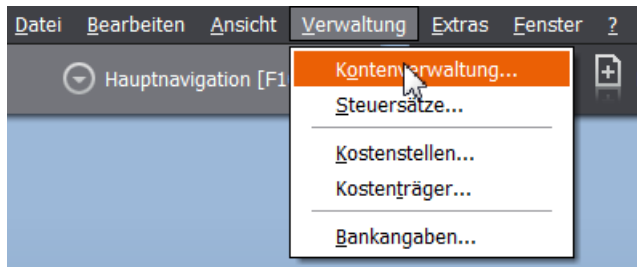 Datei Bearbeiten Ansicht Verwaltung Extras Fenster ?
Hauptnavigation [F1
Kontenverwaltung...
Steuersätze...
Kostenstellen...
Kostenträger...
Bankangaben...